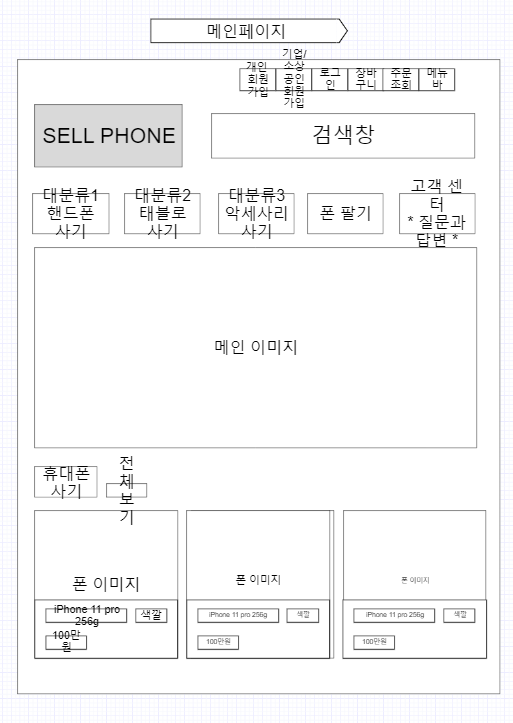 메인페이지
개인
회원
가입
기업/
소상
공인
회원
가입
로그
인
장바
구니
주문
조회
메뉴
바
SELL PHONE
검색창
대분류1
핸드폰
사기
대분류2
태블로
사기
대분류3
악세사리
사기
폰 팔기
고객 센
터
* 질문과
답변 *
메인 이미지
휴대폰
사기
전
체
보
기
폰 이미지
iPhone 11 pro
256g
색깔
100만
원
폰 이미지
iPhone 11 pro 256g
색깔
100만원
폰 이미지
iPhone 11 pro 256g
색깔
100만원